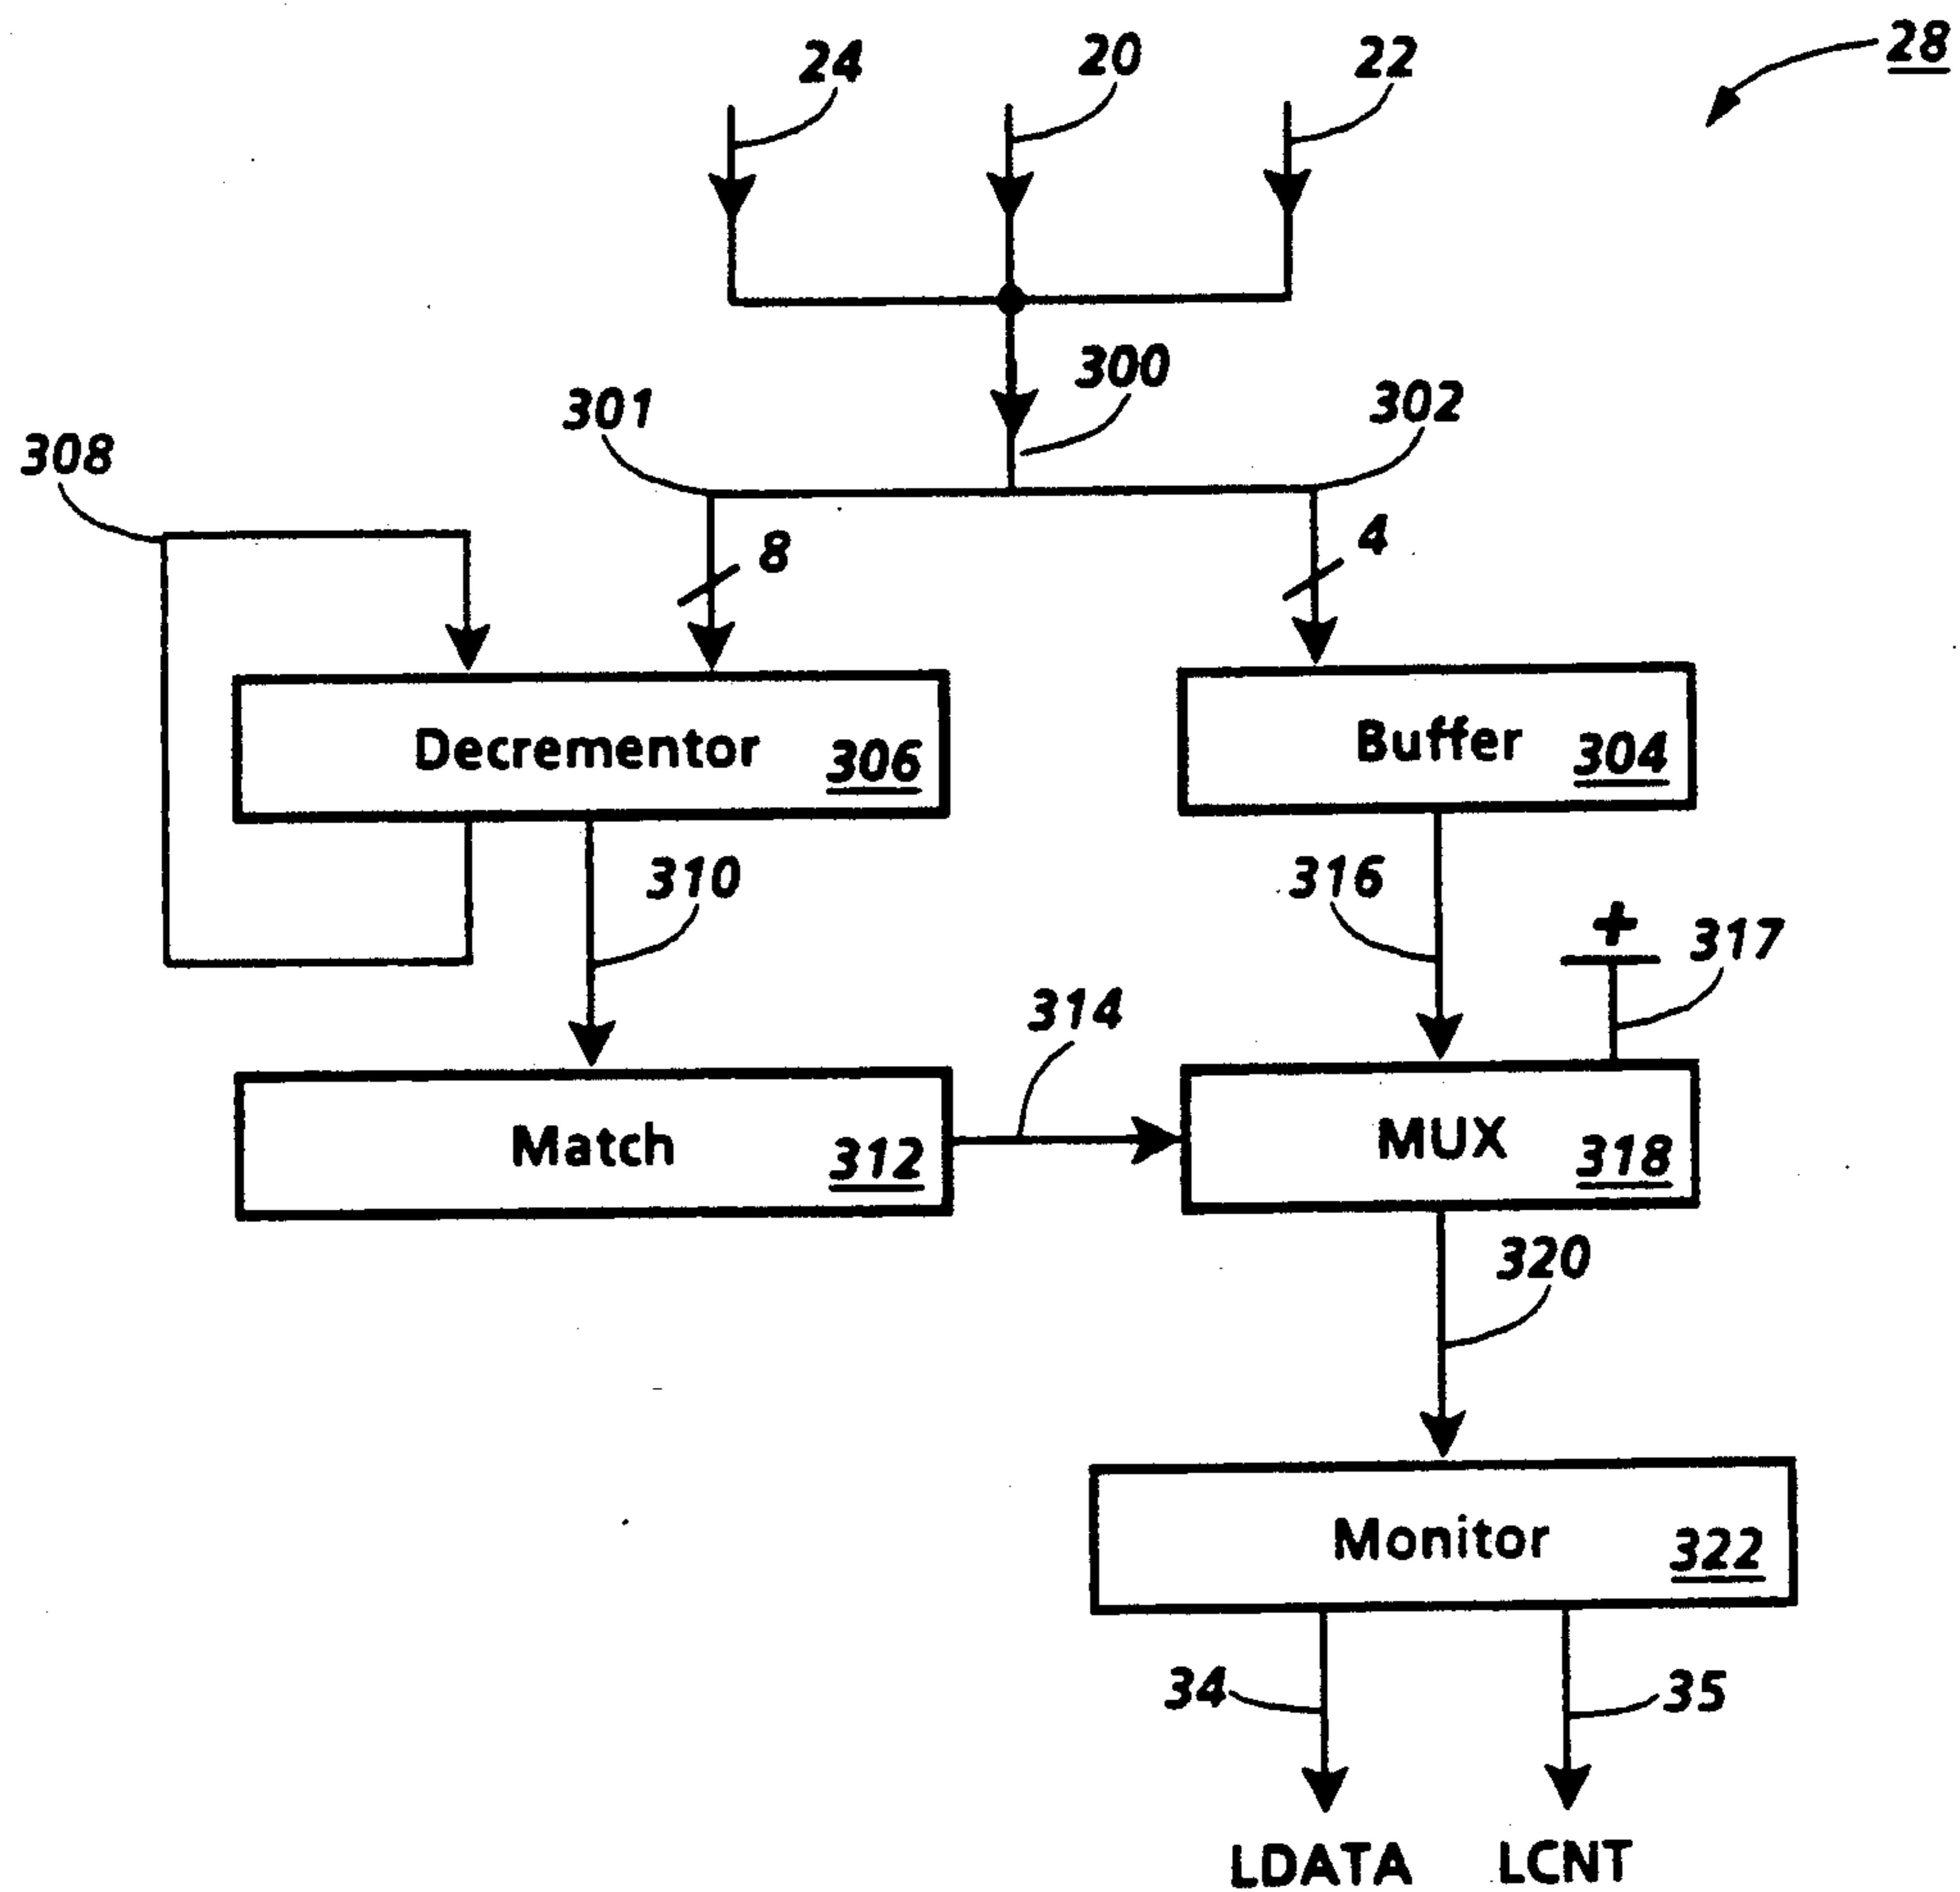 24 20 22 28
300
301 302
308
8 4
Decrementor 306
Buffer 304
310 316
+ 317
314
Match 312
MUX 318
320
Monitor 322
34 35
LDATA LCNT